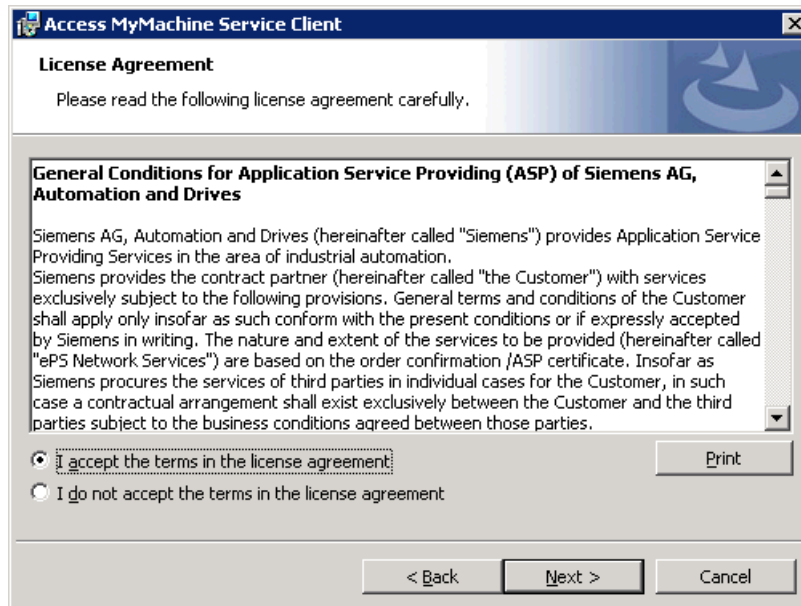 Access MyMachine Service Client
License Agreement
Please read the following license agreement carefully.
General Conditions for Application Service Providing (ASP) of Siemens AG,
Automation and Drives
Siemens AG, Automation and Drives (hereinafter called "Siemens") provides Application Service
Providing Services in the area of industrial automation.
Siemens provides the contract partner (hereinafter called "the Customer") with services
exclusively subject to the following provisions. General terms and conditions of the Customer
shall apply only insofar as such conform with the present conditions or if expressly accepted
by Siemens in writing. The nature and extent of the services to be provided (hereinafter called
"ePS Network Services") are based on the order confirmation /ASP certificate. Insofar as
Siemens procures the services of third parties in individual cases for the Customer, in such
case a contractual arrangement shall exist exclusively between the Customer and the third
parties subject to the business conditions agreed between those parties.
I accept the terms in the license agreement
Print
I do not accept the terms in the license agreement
< Back
Next >
Cancel